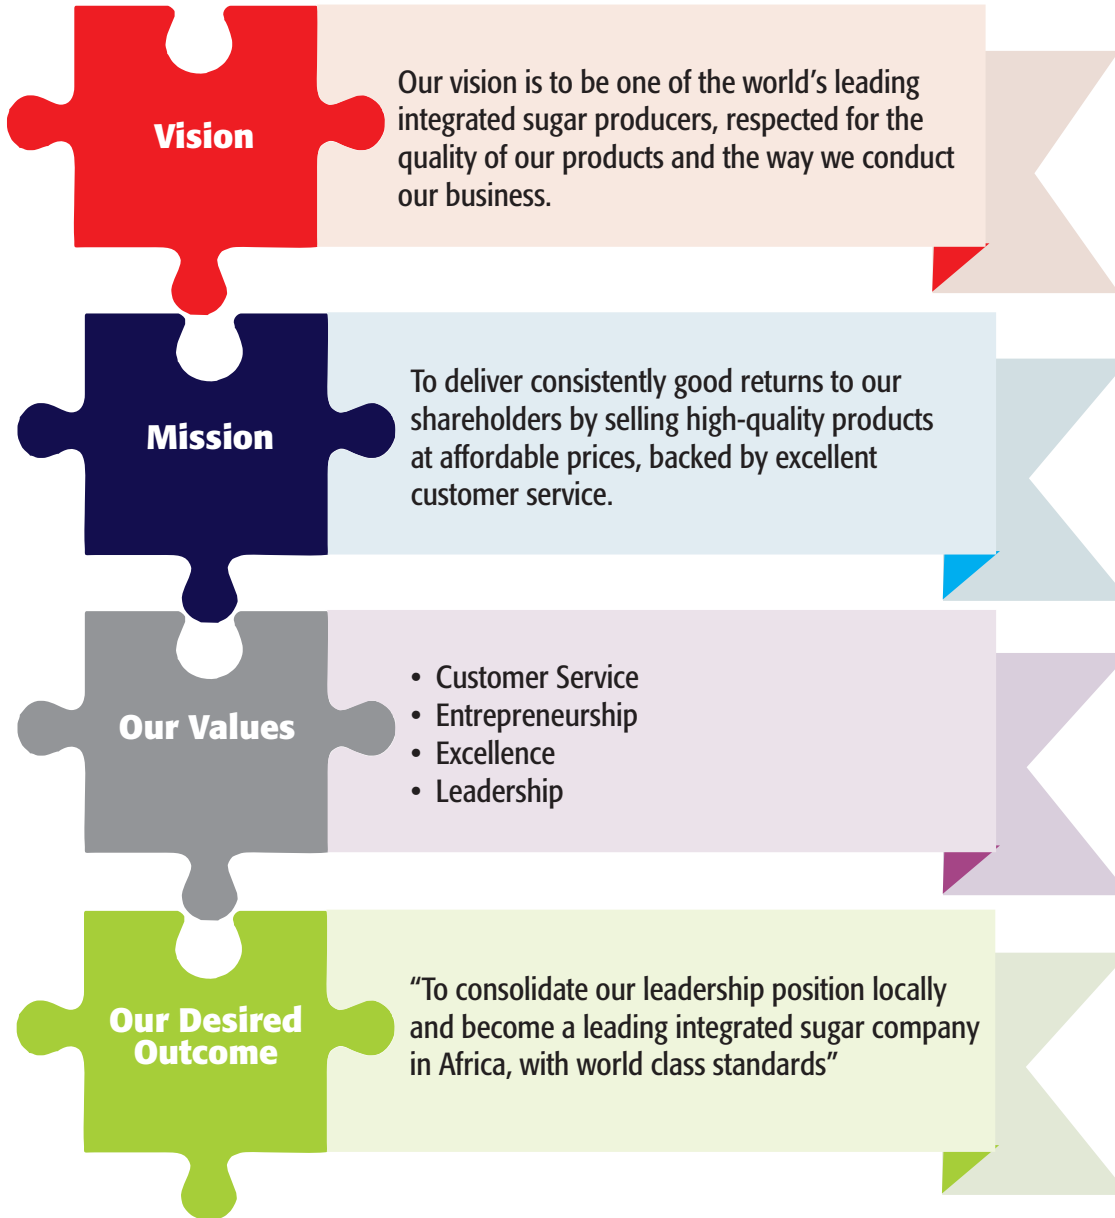 Vision
Our vision is to be one of the world’s leading
integrated sugar producers, respected for the
quality of our products and the way we conduct
our business.
Mission
To deliver consistently good returns to our
shareholders by selling high-quality products
at affordable prices, backed by excellent
customer service.
Our Values
• Customer Service
• Entrepreneurship
• Excellence
• Leadership
Our Desired
Outcome
“To consolidate our leadership position locally
and become a leading integrated sugar company
in Africa, with world class standards”